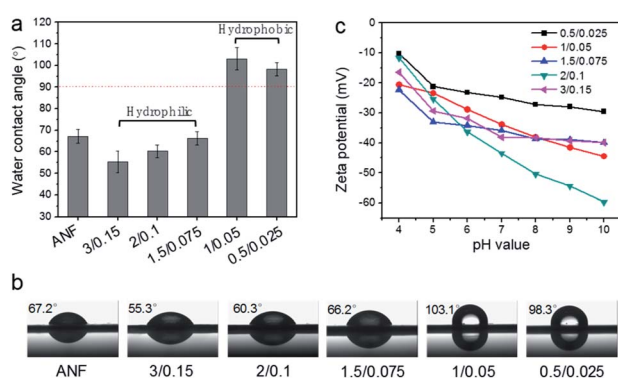 a
Water contact angle (°)
130
120
110
100
90
80
70
60
50
40
30
Hydrophobic
Hydrophilic
ANF
3/0.15
2/0.1
1.5/0.075
1/0.05
0.5/0.025
c
Zeta potential (mV)
0
-10
-20
-30
-40
-50
-60
0.5/0.025
1/0.05
1.5/0.075
2/0.1
3/0.15
4 5 6 7 8 9 10
pH value
b
67.2° 55.3° 60.3° 66.2° 103.1° 98.3°
ANF 3/0.15 2/0.1 1.5/0.075 1/0.05 0.5/0.025